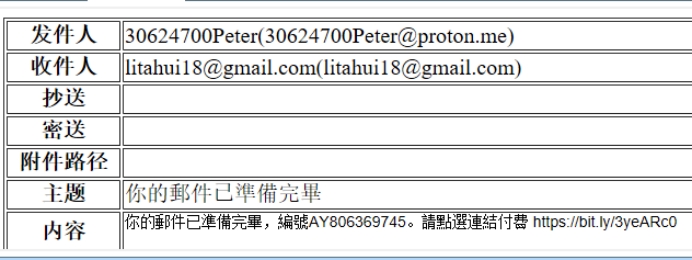 发件人 30624700Peter(30624700Peter@proton.me)
收件人 litahui18@gmail.com(litahui18@gmail.com)
抄送
密送
附件路径
主题 你的郵件已準備完畢
内容 你的郵件已準備完畢，編號AY806369745。請點選連結付費 https://bit.ly/3yeARc0